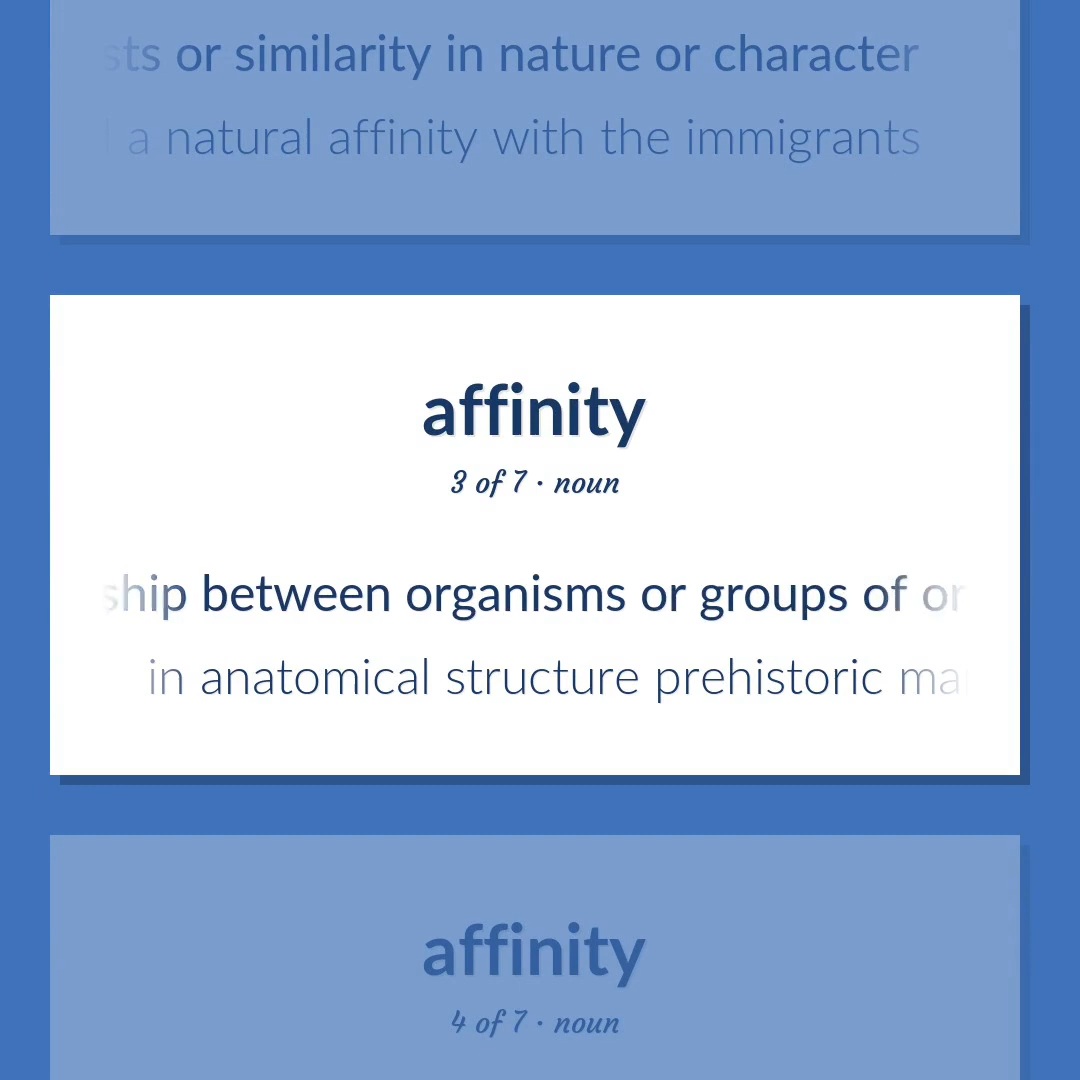 or similarity in nature or character
a natural affinity with the immigrants
affinity
3 of 7 · noun
between organisms or groups of
in anatomical structure prehistoric
affinity
4 of 7 · noun